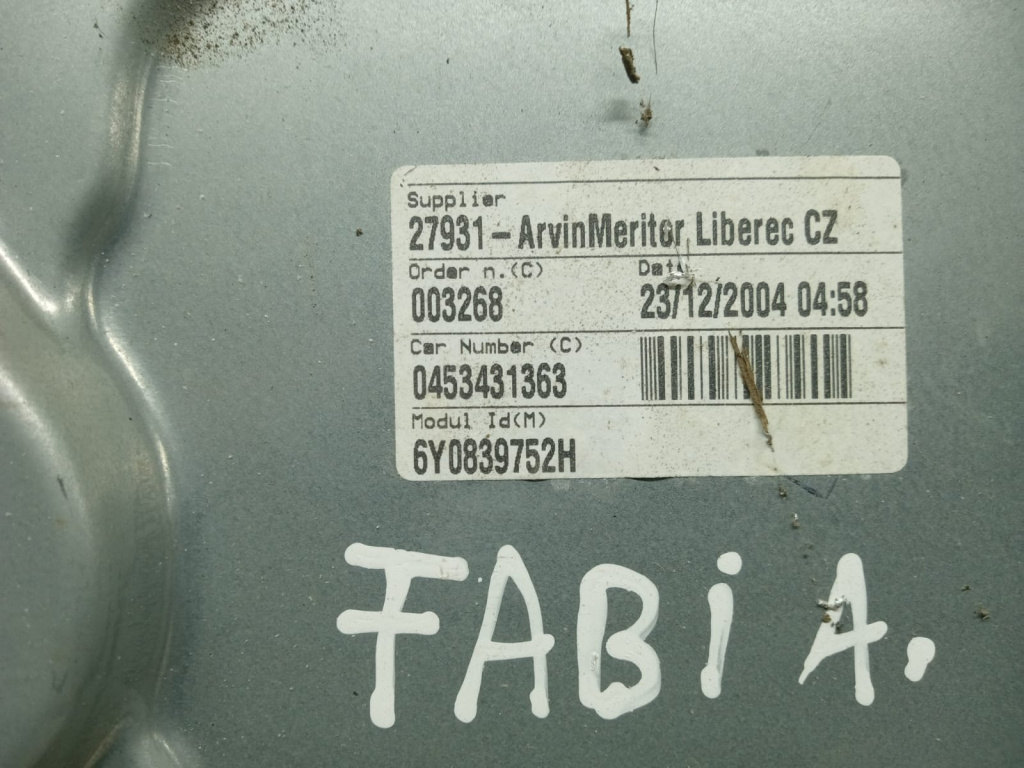 Supplier
27931 - ArvinMeritor Liberec CZ
Order n.(C) Date
003268 23/12/2004 04:58
Car Number (C)
0453431363
Modul Id(M)
6Y0839752H
FABiA.